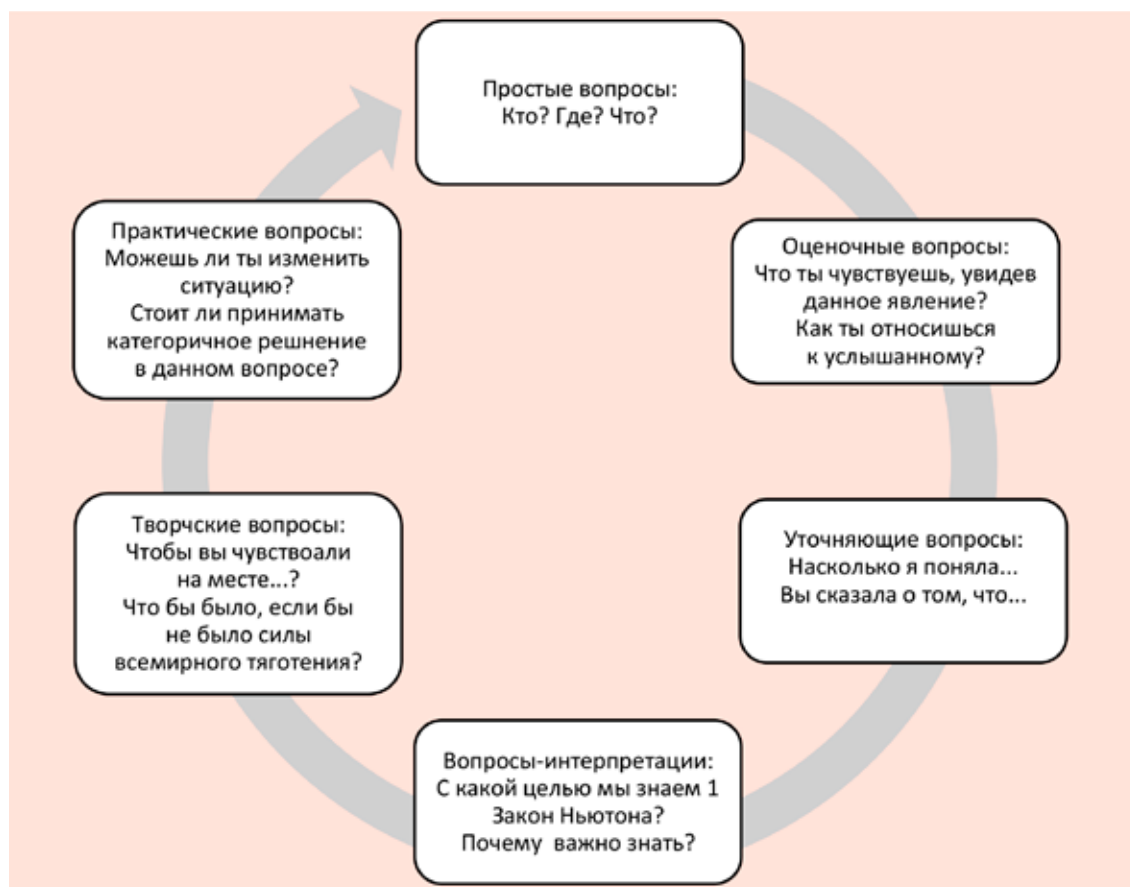 Простые вопросы:
Кто? Где? Что?
Оценочные вопросы:
Что ты чувствуешь, увидев
данное явление?
Как ты относишься
к услышанному?
Уточняющие вопросы:
Насколько я поняла...
Вы сказала о том, что...
Вопросы-интерпретации:
С какой целью мы знаем 1
Закон Ньютона?
Почему важно знать?
Творчские вопросы:
Чтобы вы чувствоали
на месте...?
Что бы было, если бы
не было силы
всемирного тяготения?
Практические вопросы:
Можешь ли ты изменить
ситуацию?
Стоит ли принимать
категоричное решнение
в данном вопросе?